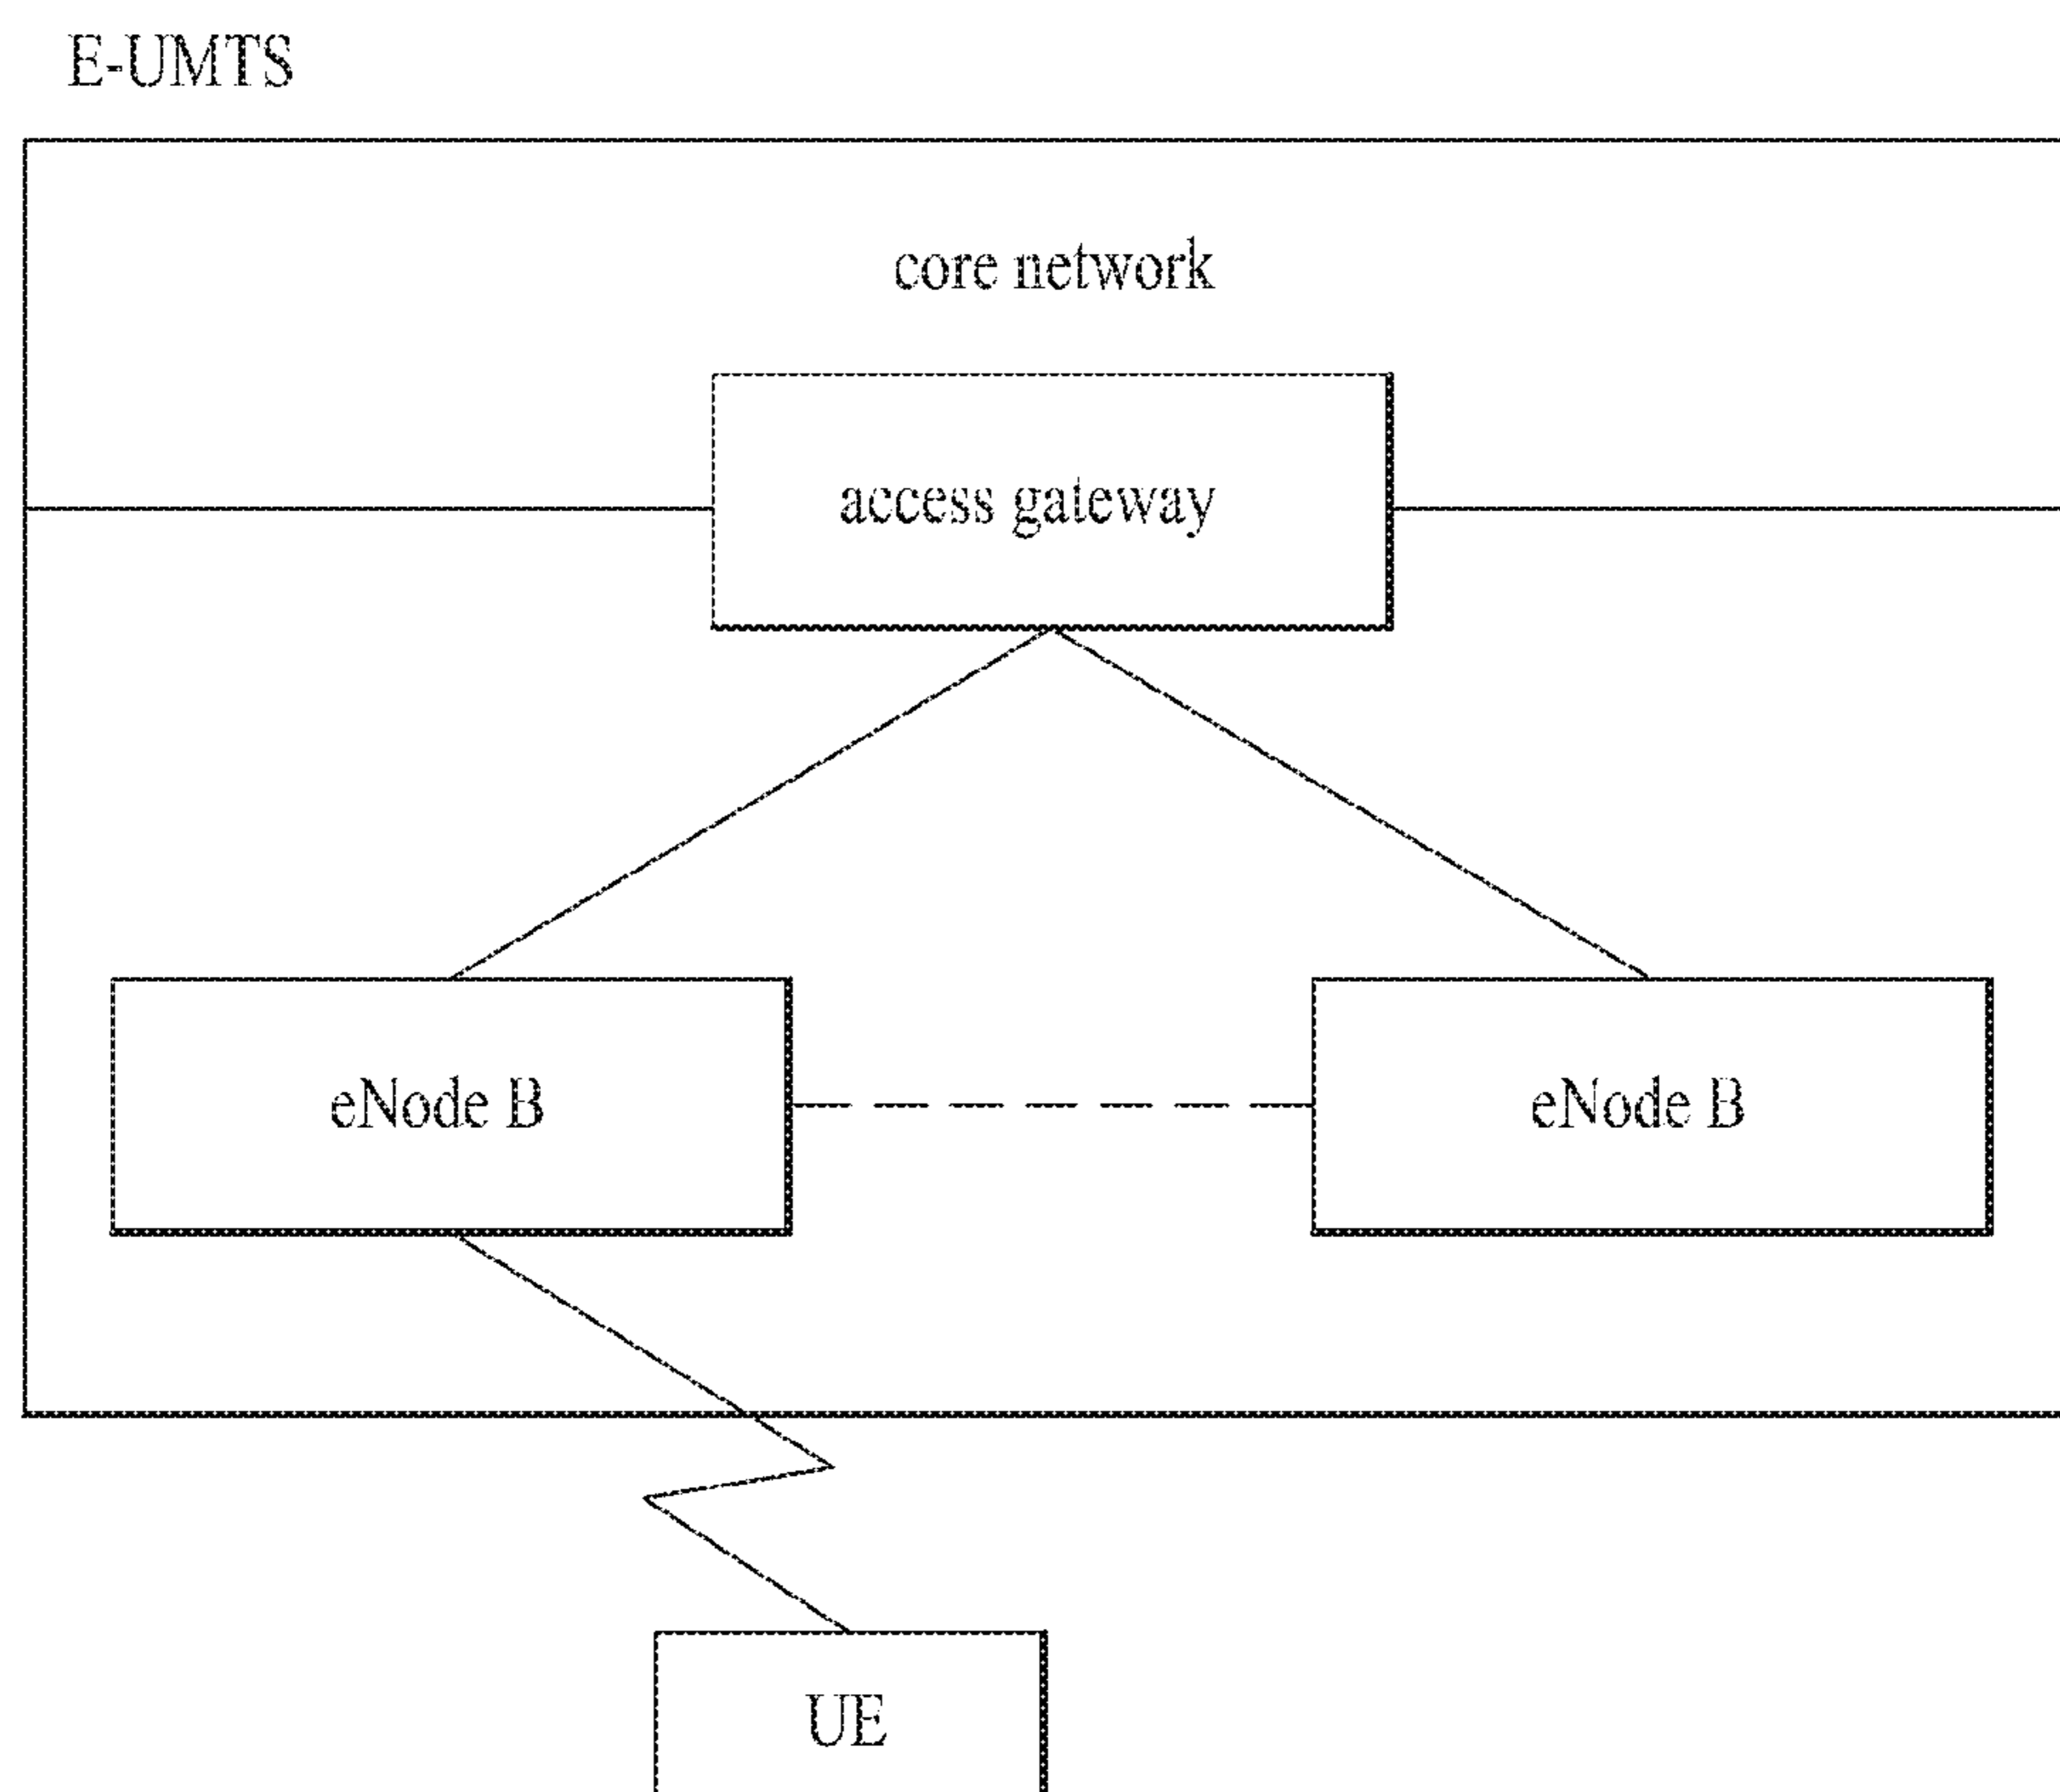 E-UMTS
core network
access gateway
eNode B
eNode B
UE